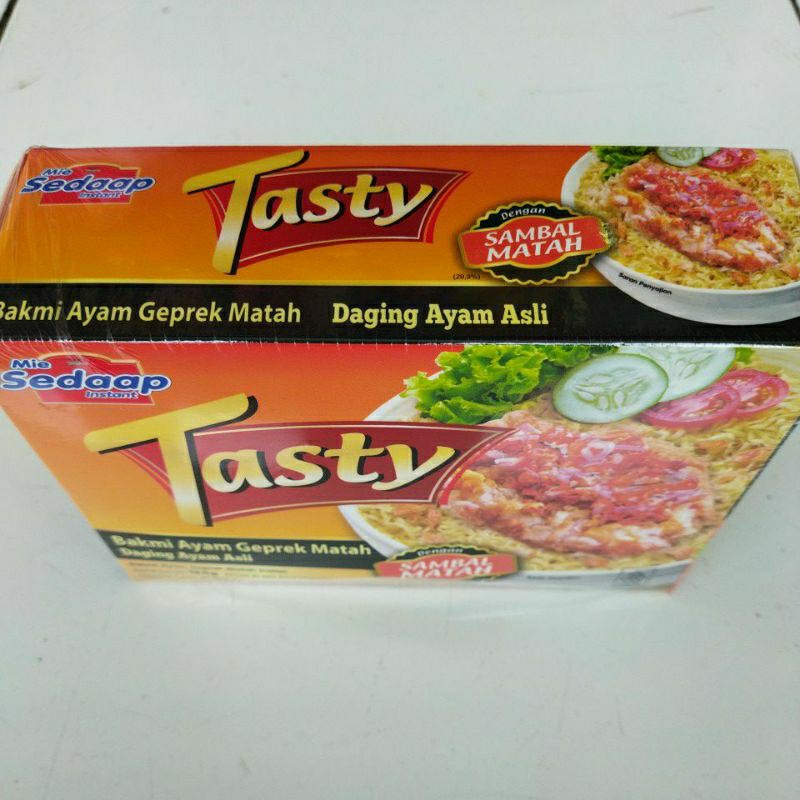 Mie
Sedaap
Instant
Tasty
Dengan
SAMBAL
MATAH
(20,9%)
Saran Penyajian
Bakmi Ayam Geprek Matah Daging Ayam Asli
Mie
Sedaap
Instant
Tasty
Bakmi Ayam Geprek Matah
Daging Ayam Asli
Dengan
SAMBAL
MATAH